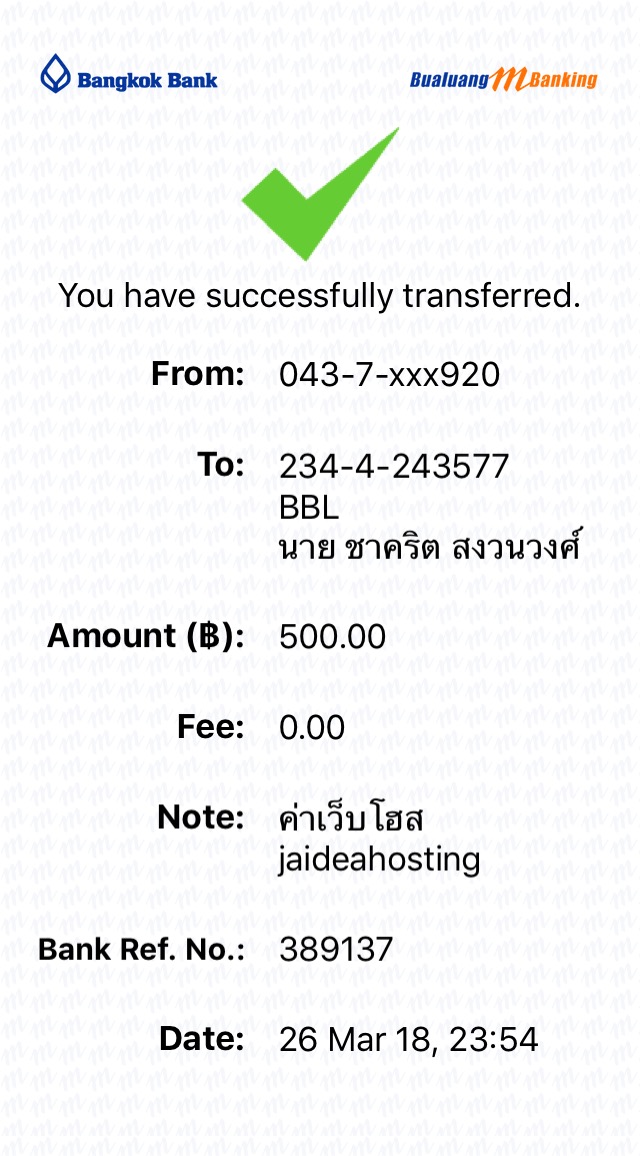 Bangkok Bank
Bualuang mBanking
You have successfully transferred.
From: 043-7-xxx920
To: 234-4-243577
BBL
นาย ชาคริต สงวนวงศ์
Amount (฿): 500.00
Fee: 0.00
Note: ค่าเว็บโฮส
jaideahosting
Bank Ref. No.: 389137
Date: 26 Mar 18, 23:54